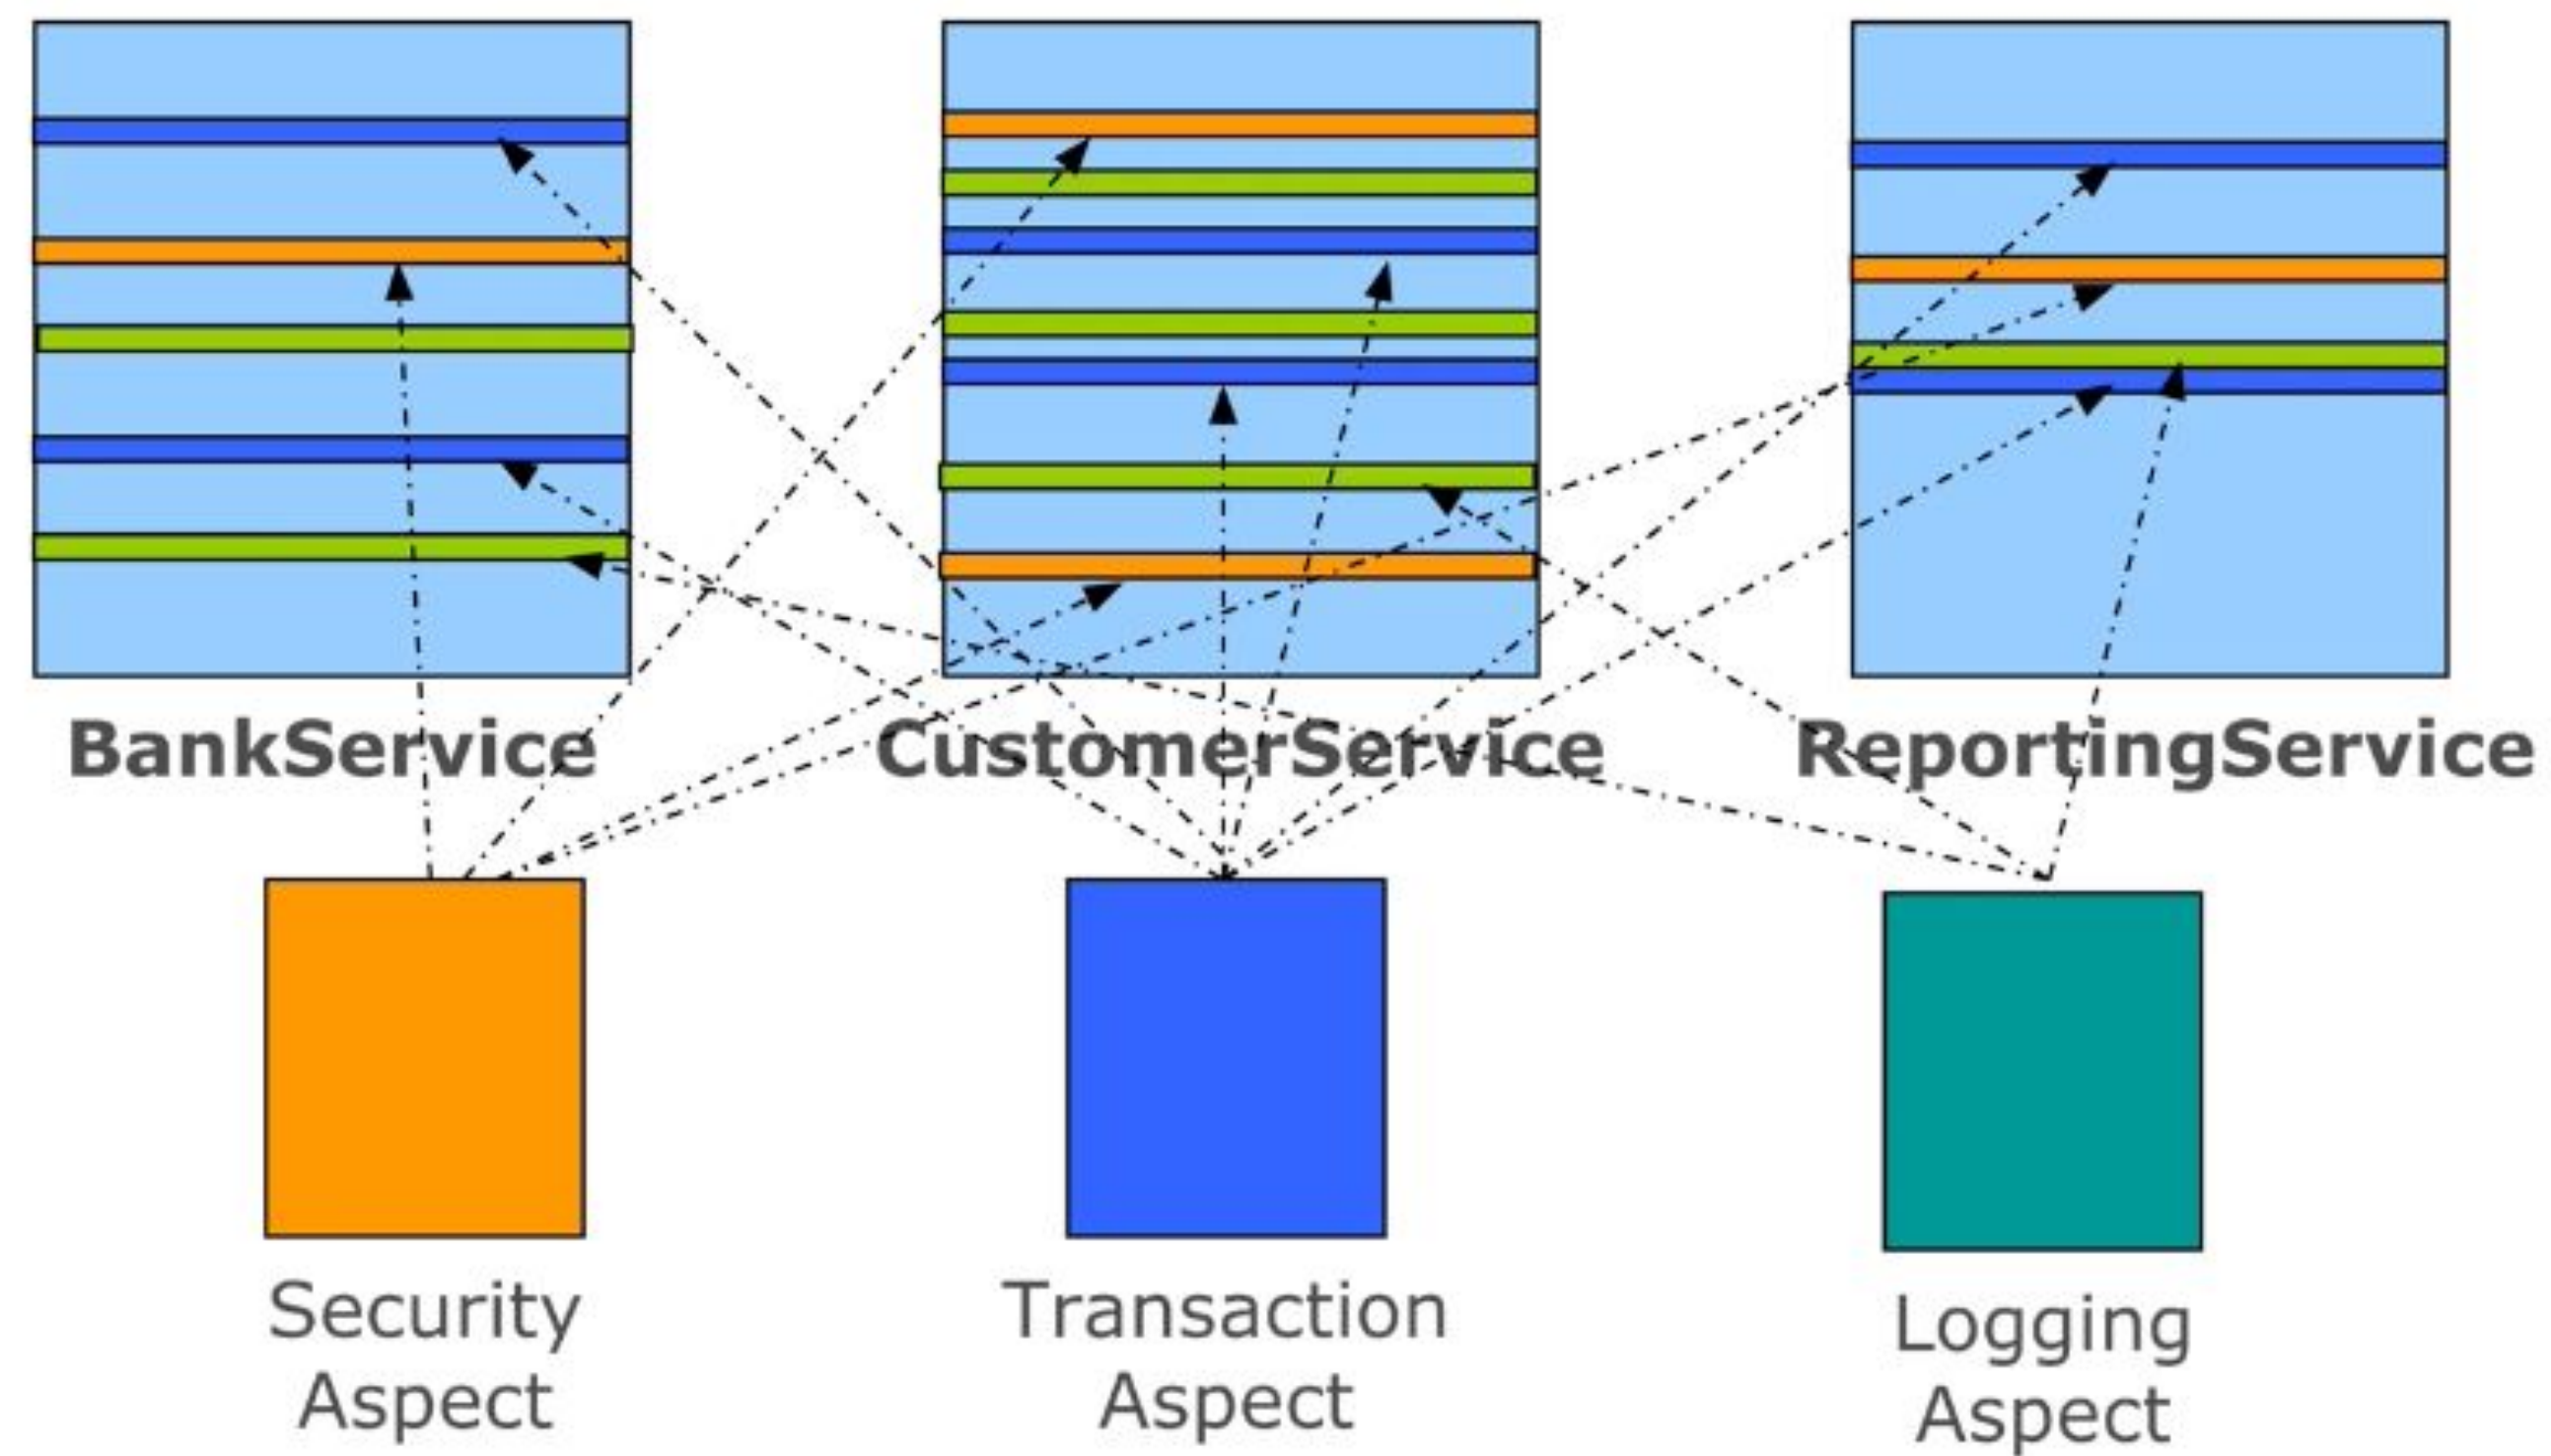 BankService
CustomerService
ReportingService
Security
Aspect
Transaction
Aspect
Logging
Aspect